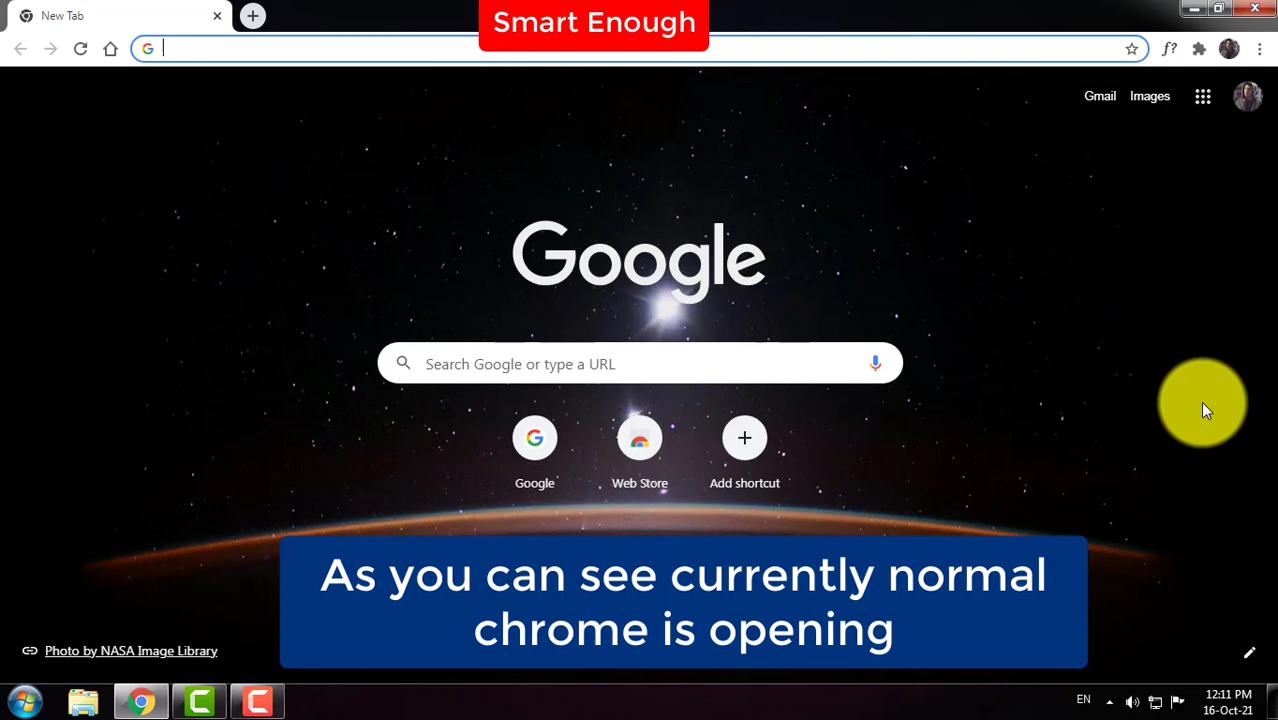 New Tab
Smart Enough
f?
Gmail
Images
Google
Search Google or type a URL
Google
Web Store
Add shortcut
As you can see currently normal
chrome is opening
Photo by NASA Image Library
EN
12:11 PM
16-Oct-21